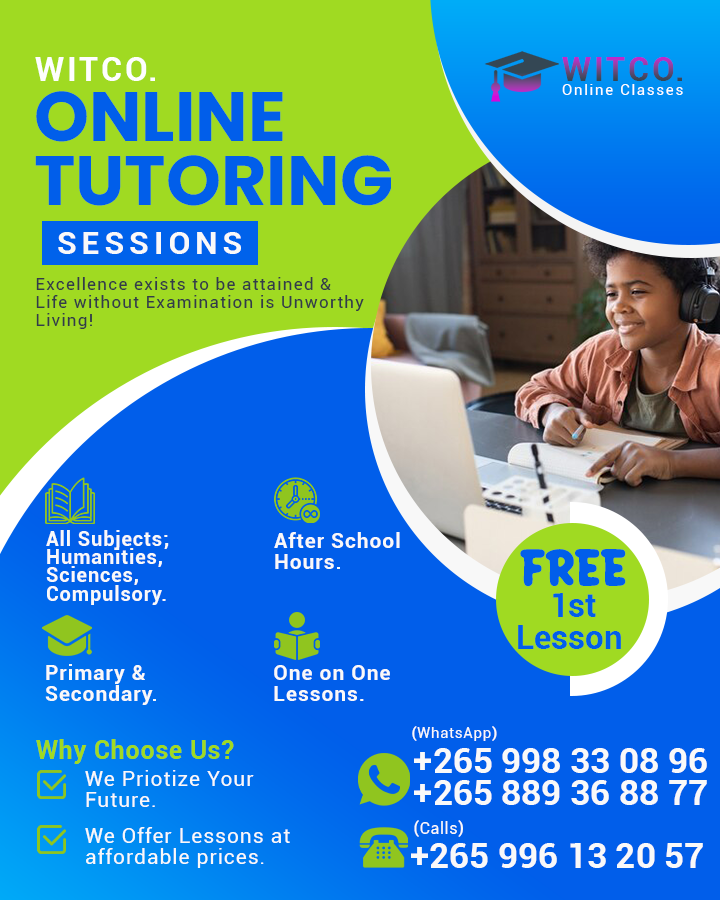 WITCO.
ONLINE
TUTORING
SESSIONS
Excellence exists to be attained &
Life without Examination is Unworthy
Living!
WITCO.
Online Classes
All Subjects;
Humanities,
Sciences,
Compulsory.
After School
Hours.
Primary &
Secondary.
One on One
Lessons.
FREE
1st
Lesson
Why Choose Us?
We Priotize Your
Future.
We Offer Lessons at
affordable prices.
(WhatsApp)
+265 998 33 08 96
+265 889 36 88 77
(Calls)
+265 996 13 20 57